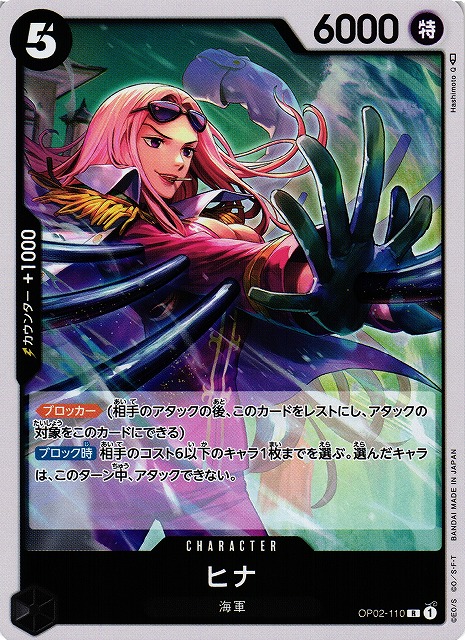 5
6000 特
Hashimoto Q
カウンター +1000
ブロッカー (相手のアタックの後、このカードをレストにし、アタックの
対象をこのカードにできる)
ブロック時 相手のコスト6以下のキャラ1枚までを選ぶ。選んだキャラ
は、このターン中、アタックできない。
CHARACTER
ヒナ
海軍
OP02-110 R 1
©E.O/S ©O/S・F・T BANDAI MADE IN JAPAN